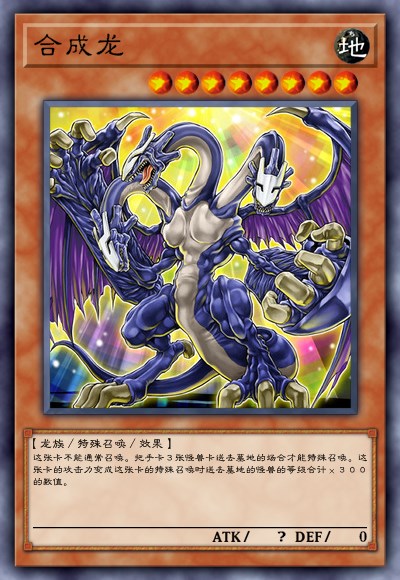 合成龙
地
【龙族／特殊召唤／效果】
这张卡不能通常召唤。把手卡３张怪兽卡送去墓地的场合才能特殊召唤。这
张卡的攻击力变成这张卡的特殊召唤时送去墓地的怪兽的等级合计×３００
的数值。
ATK/ ? DEF/ 0